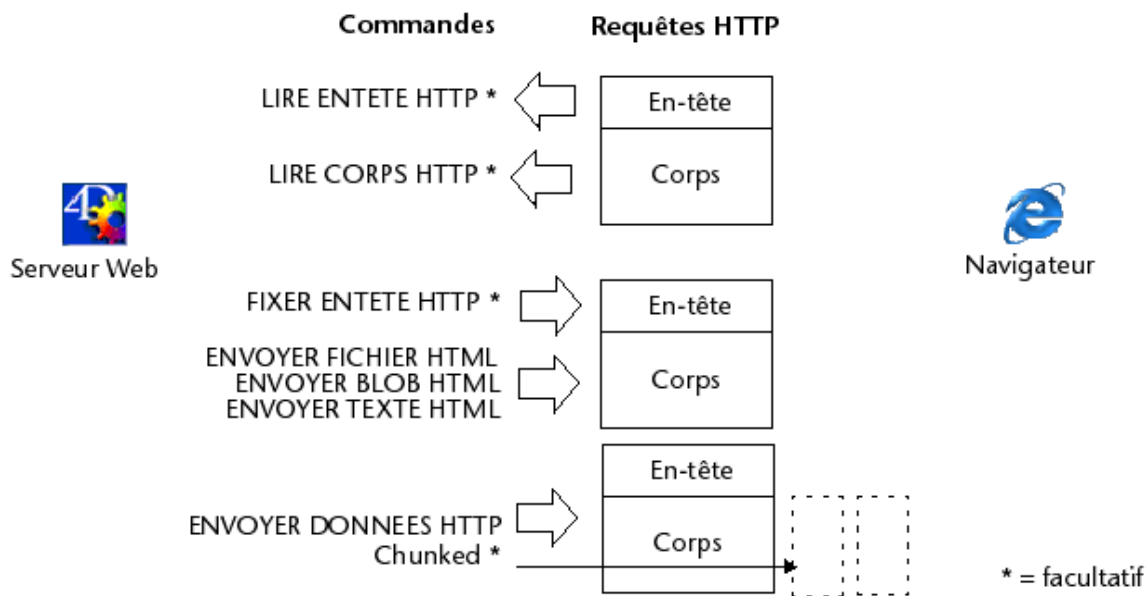 Commandes
Requêtes HTTP
LIRE ENTETE HTTP *
En-tête
LIRE CORPS HTTP *
Corps
4D
Serveur Web
Navigateur
FIXER ENTETE HTTP *
En-tête
ENVOYER FICHIER HTML
ENVOYER BLOB HTML
ENVOYER TEXTE HTML
Corps
En-tête
ENVOYER DONNEES HTTP
Chunked *
Corps
* = facultatif